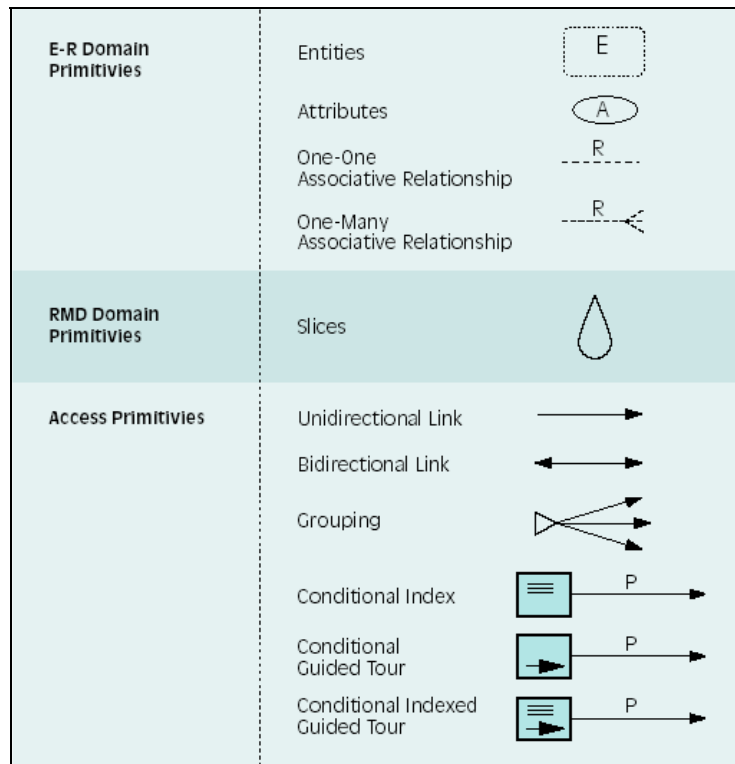 E-R Domain
Primitivies
Entities
E
Attributes
A
One-One
Associative Relationship
R
One-Many
Associative Relationship
R
RMD Domain
Primitivies
Slices
Access Primitivies
Unidirectional Link
Bidirectional Link
Grouping
Conditional Index
P
Conditional
Guided Tour
P
Conditional Indexed
Guided Tour
P